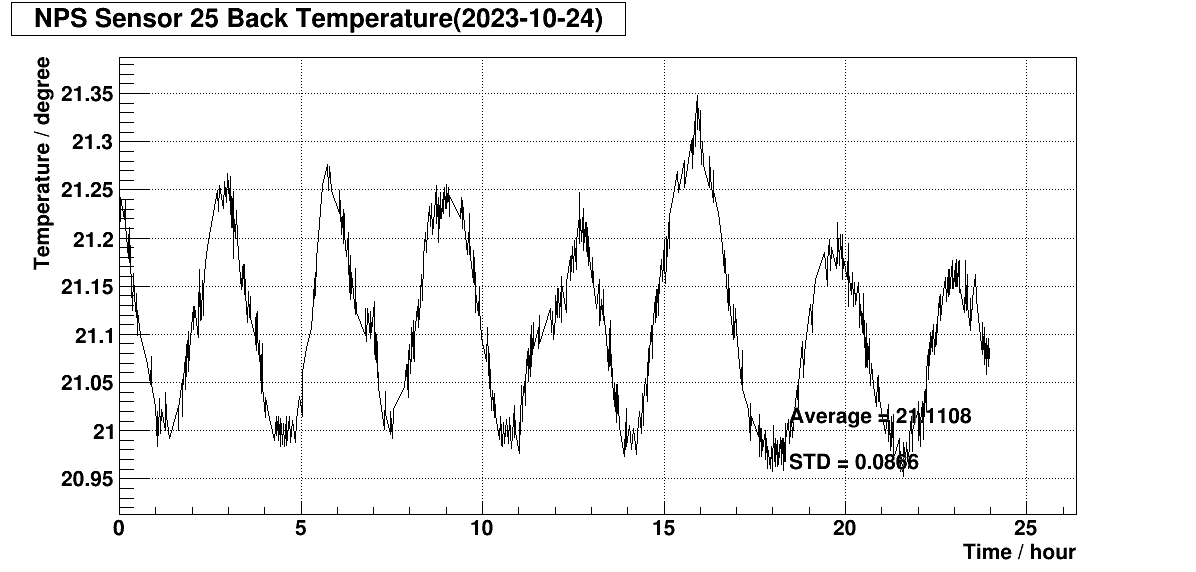 NPS Sensor 25 Back Temperature(2023-10-24)
Temperature / degree
21.35
21.3
21.25
21.2
21.15
21.1
21.05
21
20.95
Average = 21.1108
STD = 0.0866
0 5 10 15 20 25
Time / hour